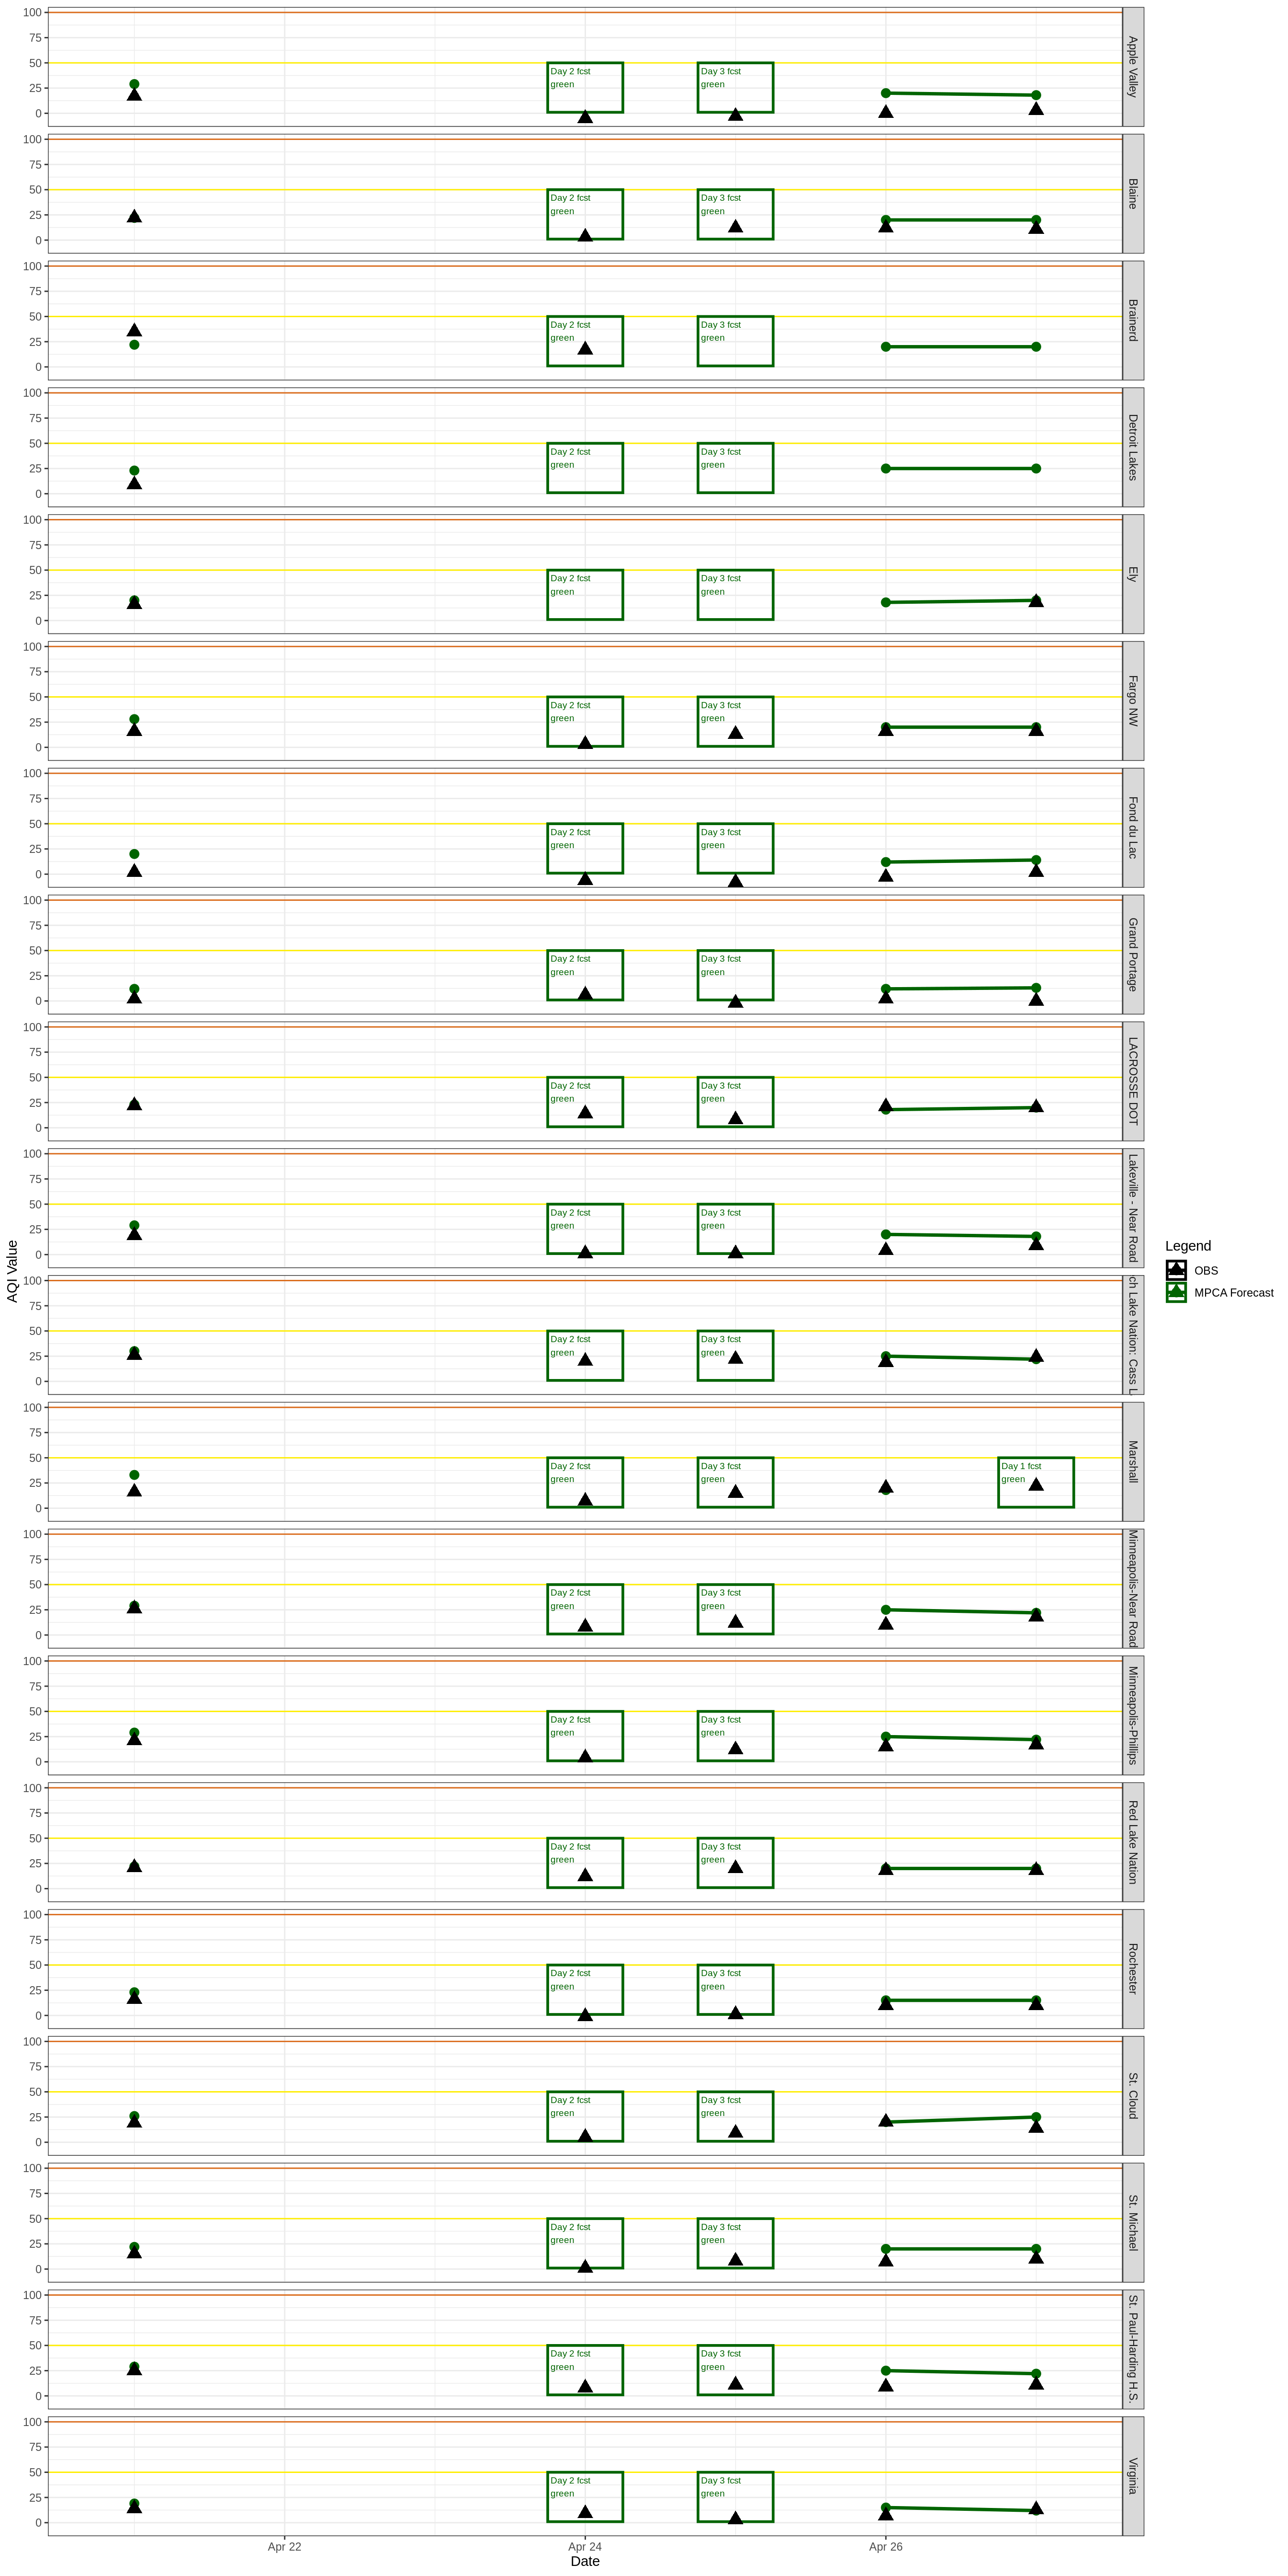 100
75
50
25
0
Day 2 fcst
green
Day 3 fcst
green
Apple Valley
100
75
50
25
0
Day 2 fcst
green
Day 3 fcst
green
Blaine
100
75
50
25
0
Day 2 fcst
green
Day 3 fcst
green
Brainerd
100
75
50
25
0
Day 2 fcst
green
Day 3 fcst
green
Detroit Lakes
100
75
50
25
0
Day 2 fcst
green
Day 3 fcst
green
Ely
100
75
50
25
0
Day 2 fcst
green
Day 3 fcst
green
Fargo NW
100
75
50
25
0
Day 2 fcst
green
Day 3 fcst
green
Fond du Lac
100
75
50
25
0
Day 2 fcst
green
Day 3 fcst
green
Grand Portage
100
75
50
25
0
Day 2 fcst
green
Day 3 fcst
green
LACROSSE DOT
100
75
50
25
0
Day 2 fcst
green
Day 3 fcst
green
Lakeville - Near Road
100
75
50
25
0
Day 2 fcst
green
Day 3 fcst
green
ch Lake Nation: Cass L
100
75
50
25
0
Day 2 fcst
green
Day 3 fcst
green
Day 1 fcst
green
Marshall
100
75
50
25
0
Day 2 fcst
green
Day 3 fcst
green
Minneapolis-Near Road
100
75
50
25
0
Day 2 fcst
green
Day 3 fcst
green
Minneapolis-Phillips
100
75
50
25
0
Day 2 fcst
green
Day 3 fcst
green
Red Lake Nation
100
75
50
25
0
Day 2 fcst
green
Day 3 fcst
green
Rochester
100
75
50
25
0
Day 2 fcst
green
Day 3 fcst
green
St. Cloud
100
75
50
25
0
Day 2 fcst
green
Day 3 fcst
green
St. Michael
100
75
50
25
0
Day 2 fcst
green
Day 3 fcst
green
St. Paul-Harding H.S.
100
75
50
25
0
Day 2 fcst
green
Day 3 fcst
green
Virginia
Apr 22
Apr 24
Apr 26
Date
AQI Value
Legend
OBS
MPCA Forecast